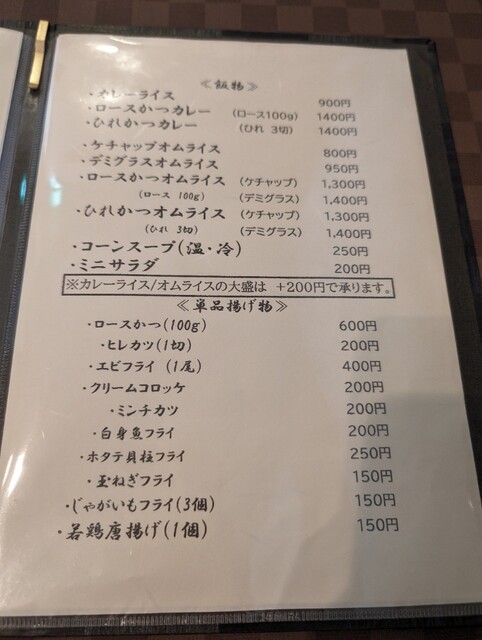 ≪飯物≫
・カレーライス 900円
・ロースかつカレー (ロース100g) 1400円
・ひれかつカレー (ひれ 3切) 1400円
・ケチャップオムライス 800円
・デミグラスオムライス 950円
・ロースかつオムライス (ケチャップ) 1,300円
(ロース 100g) (デミグラス) 1,400円
・ひれかつオムライス (ケチャップ) 1,300円
(ひれ 3切) (デミグラス) 1,400円
・コーンスープ(温・冷) 250円
・ミニサラダ 200円
※カレーライス/オムライスの大盛は +200円で承ります。
≪単品揚げ物≫
・ロースかつ(100g) 600円
・ヒレカツ(1切) 200円
・エビフライ (1尾) 400円
・クリームコロッケ 200円
・ミンチカツ 200円
・白身魚フライ 200円
・ホタテ貝柱フライ 250円
・玉ねぎフライ 150円
・じゃがいもフライ(3個) 150円
・若鶏唐揚げ(1個) 150円